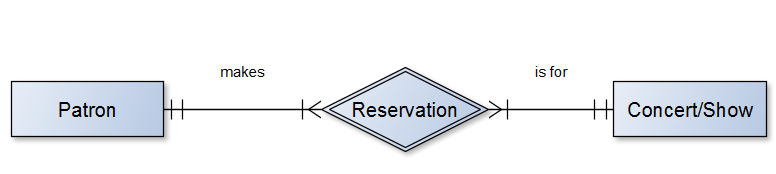 makes
is for
Patron
Reservation
Concert/Show